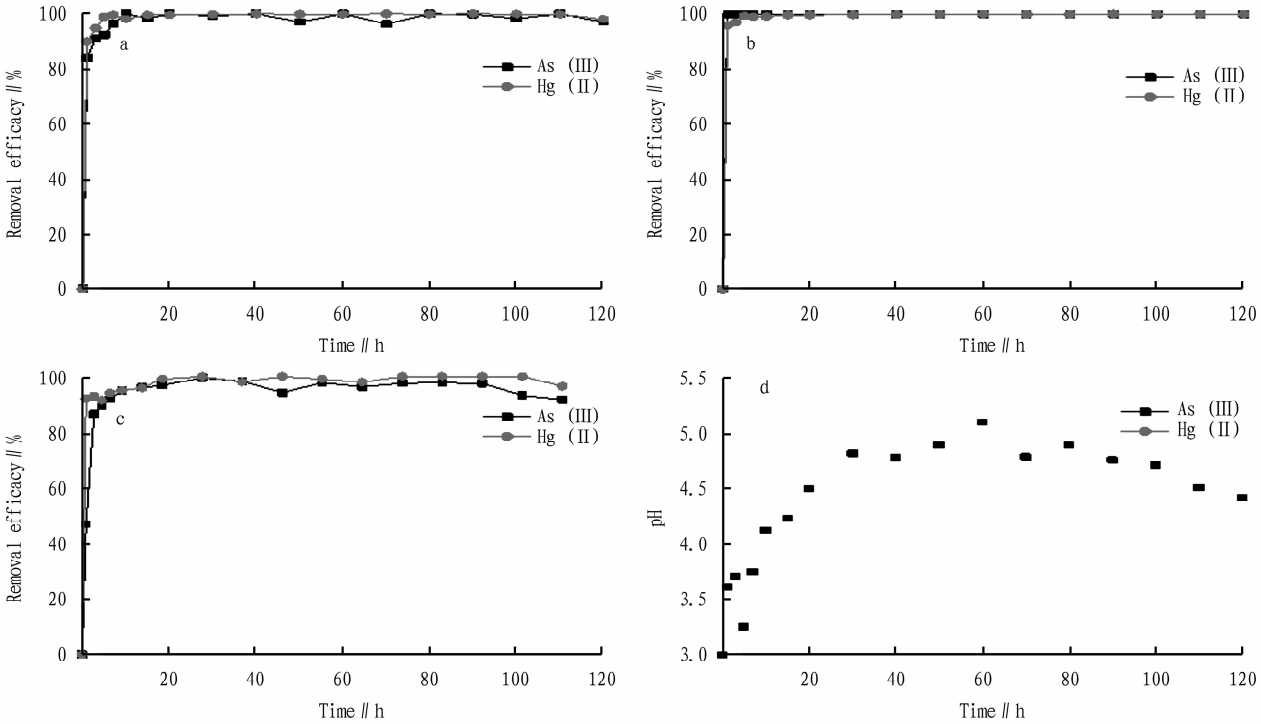 100
80
60
40
20
0
Removal efficacy∥%
a
As (III)
Hg (II)
20 40 60 80 100 120
Time∥h
100
80
60
40
20
0
Removal efficacy∥%
b
As (III)
Hg (II)
20 40 60 80 100 120
Time∥h
100
80
60
40
20
0
Removal efficacy∥%
c
As (III)
Hg (II)
20 40 60 80 100 120
Time∥h
5.5
5.0
4.5
4.0
3.5
3.0
pH
d
As (III)
Hg (II)
20 40 60 80 100 120
Time∥h